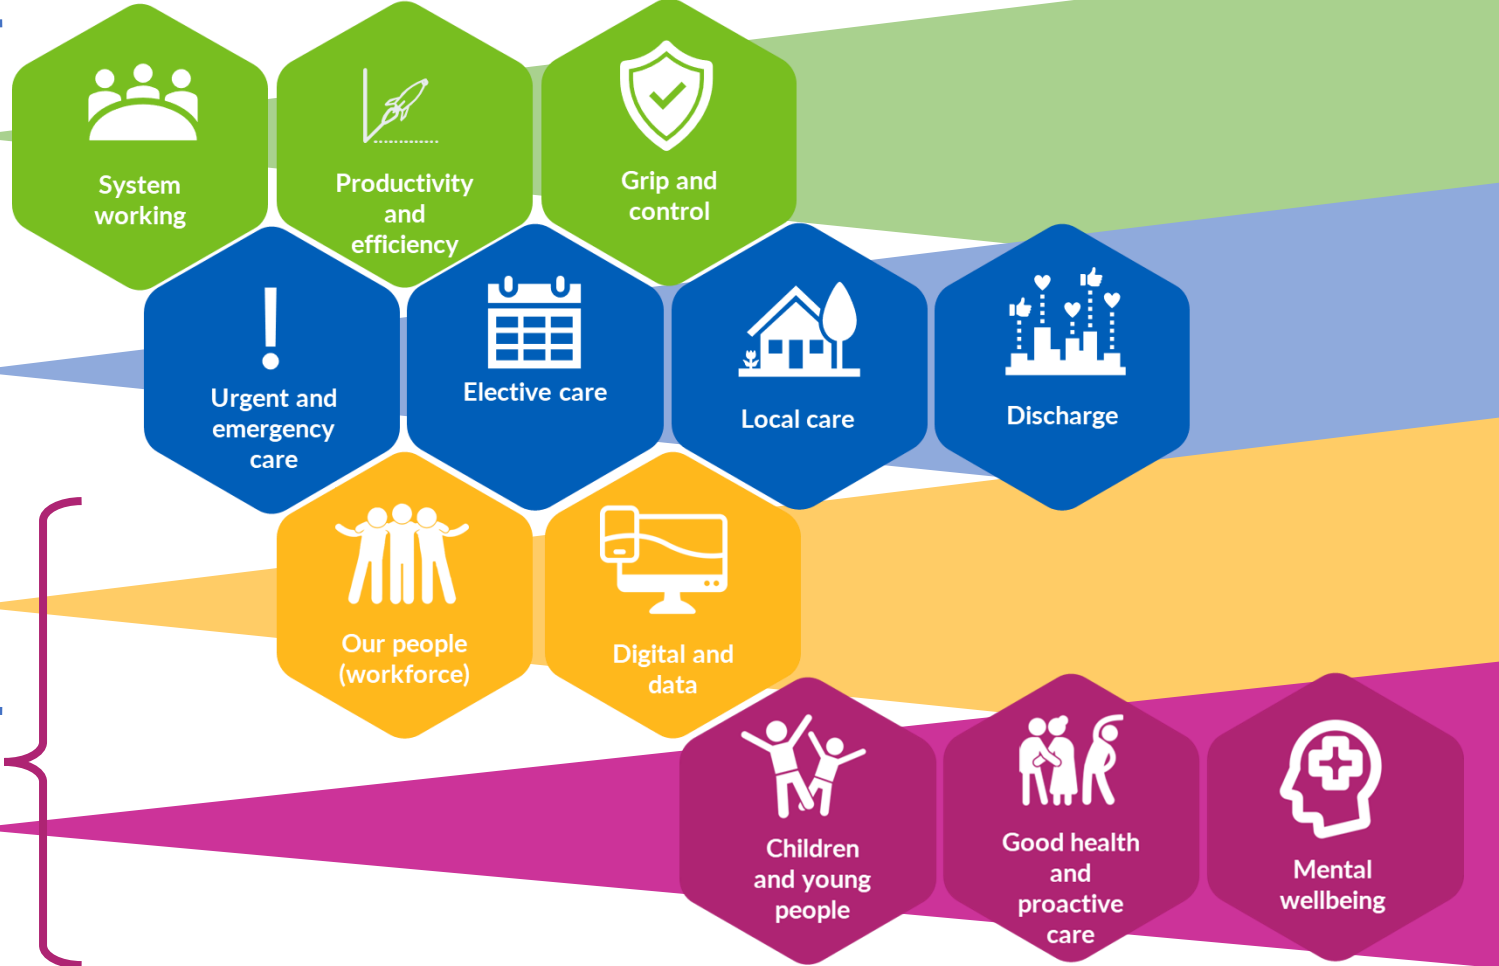 System
working
Productivity
and
efficiency
Grip and
control
Urgent and
emergency
care
Elective care
Local care
Discharge
Our people
(workforce)
Digital and
data
Children
and young
people
Good health
and
proactive
care
Mental
wellbeing